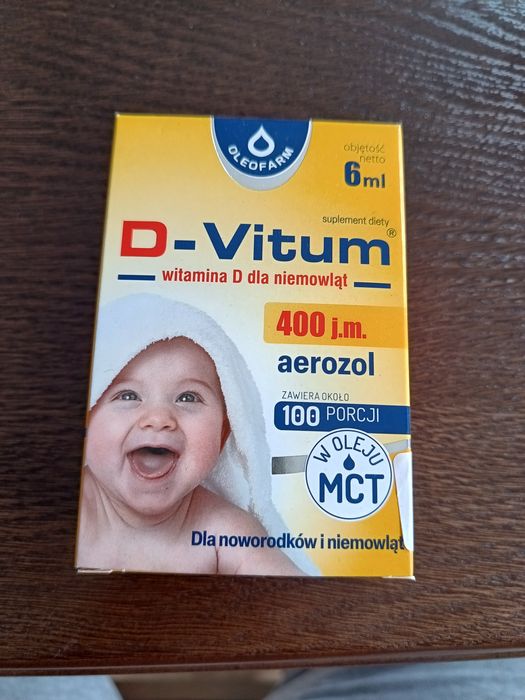 OLEOFARM
objętość
netto
6ml
suplement diety
D-Vitum®
witamina D dla niemowląt
400 j.m.
aerozol
ZAWIERA OKOŁO
100 PORCJI
W OLEJU
MCT
Dla noworodków i niemowląt